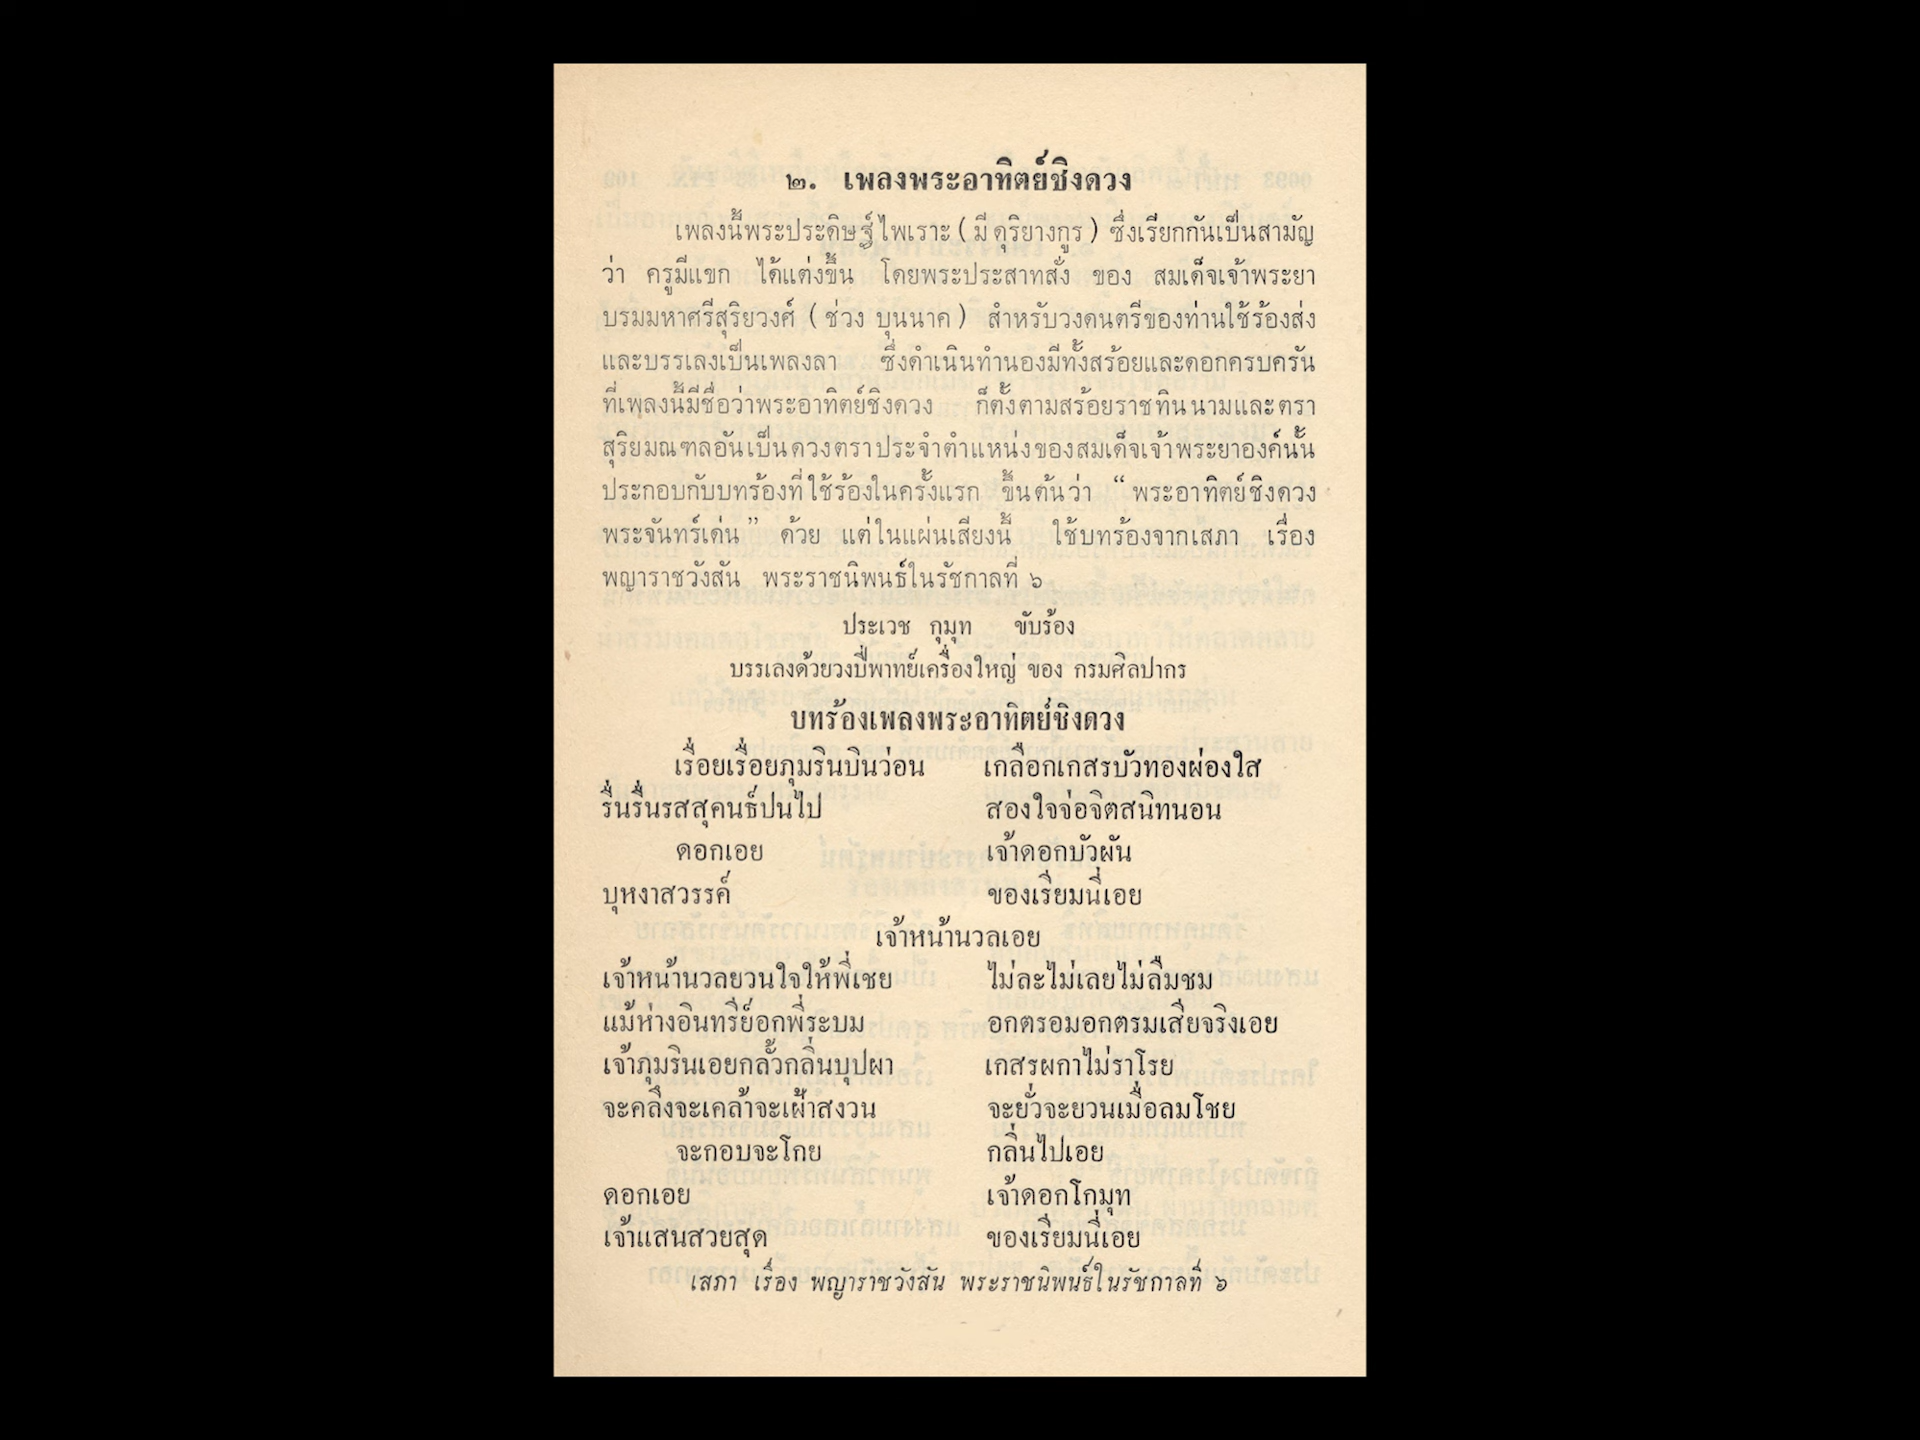 ๒. เพลงพระอาทิตย์ชิงดวง
เพลงนี้พระประดิษฐ์ไพเราะ ( มี ดุริยางกูร ) ซึ่งเรียกกันเป็นสามัญ
ว่า ครูมีแขก ได้แต่งขึ้น โดยพระประสาทสั่ง ของ สมเด็จเจ้าพระยา
บรมมหาศรีสุริยวงศ์ ( ช่วง บุนนาค ) สำหรับวงดนตรีของท่านใช้ร้องส่ง
และบรรเลงเป็นเพลงลา ซึ่งดำเนินทำนองมีทั้งสร้อยและดอกครบครัน
ที่เพลงนี้มีชื่อว่าพระอาทิตย์ชิงดวง ก็ตั้งตามสร้อยราชทินนามและตรา
สุริยมณฑลอันเป็นดวงตราประจำตำแหน่งของสมเด็จเจ้าพระยาองค์นั้น
ประกอบกับบทร้องที่ใช้ร้องในครั้งแรก ขึ้นต้นว่า “ พระอาทิตย์ชิงดวง
พระจันทร์เด่น ” ด้วย แต่ในแผ่นเสียงนี้ ใช้บทร้องจากเสภา เรื่อง
พญาราชวังสัน พระราชนิพนธ์ในรัชกาลที่ ๖
ประเวช กุมุท ขับร้อง
บรรเลงด้วยวงปี่พาทย์เครื่องใหญ่ ของ กรมศิลปากร
บทร้องเพลงพระอาทิตย์ชิงดวง
เรื่อยเรื่อยภุมรินบินว่อน เกลือกเกสรบัวทองผ่องใส
รื่นรื่นรสสุคนธ์ปนไป สองใจจ่อจิตสนิทนอน
ดอกเอย เจ้าดอกบัวผัน
บุหงาสวรรค์ ของเรียมนี่เอย
เจ้าหน้านวลเอย
เจ้าหน้านวลยวนใจให้พี่เชย ไม่ละไม่เลยไม่ลืมชม
แม้ห่างอินทรีย์อกพี่ระบม อกตรอมอกตรมเสียจริงเอย
เจ้าภุมรินเอยกลั้วกลิ่นบุปผา เกสรผกาไม่ราโรย
จะคลึงจะเคล้าจะเฝ้าสงวน จะยั่วจะยวนเมื่อลมโชย
จะกอบจะโกย กลิ่นไปเอย
ดอกเอย เจ้าดอกโกมุท
เจ้าแสนสวยสุด ของเรียมนี่เอย
เสภา เรื่อง พญาราชวังสัน พระราชนิพนธ์ในรัชกาลที่ ๖